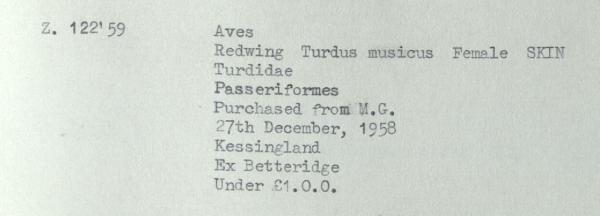 Z. 122'59 Aves
Redwing Turdus musicus Female SKIN
Turdidae
Passeriformes
Purchased from M.G.
27th December, 1958
Kessingland
Ex Betteridge
Under £1.0.0.